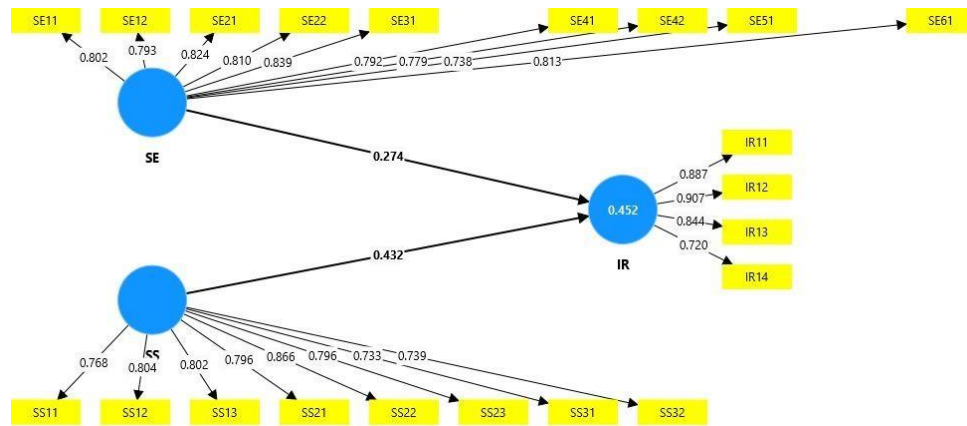 SE11 SE12 SE21 SE22 SE31 SE41 SE42 SE51 SE61
0.802 0.793 0.824 0.810 0.839 0.792 0.779 0.738 0.813
SE
0.274
IR11
0.887
IR12
0.907
0.452
0.844
IR13
0.720
IR
IR14
0.432
SS
0.768 0.804 0.802 0.796 0.866 0.796 0.733 0.739
SS11 SS12 SS13 SS21 SS22 SS23 SS31 SS32